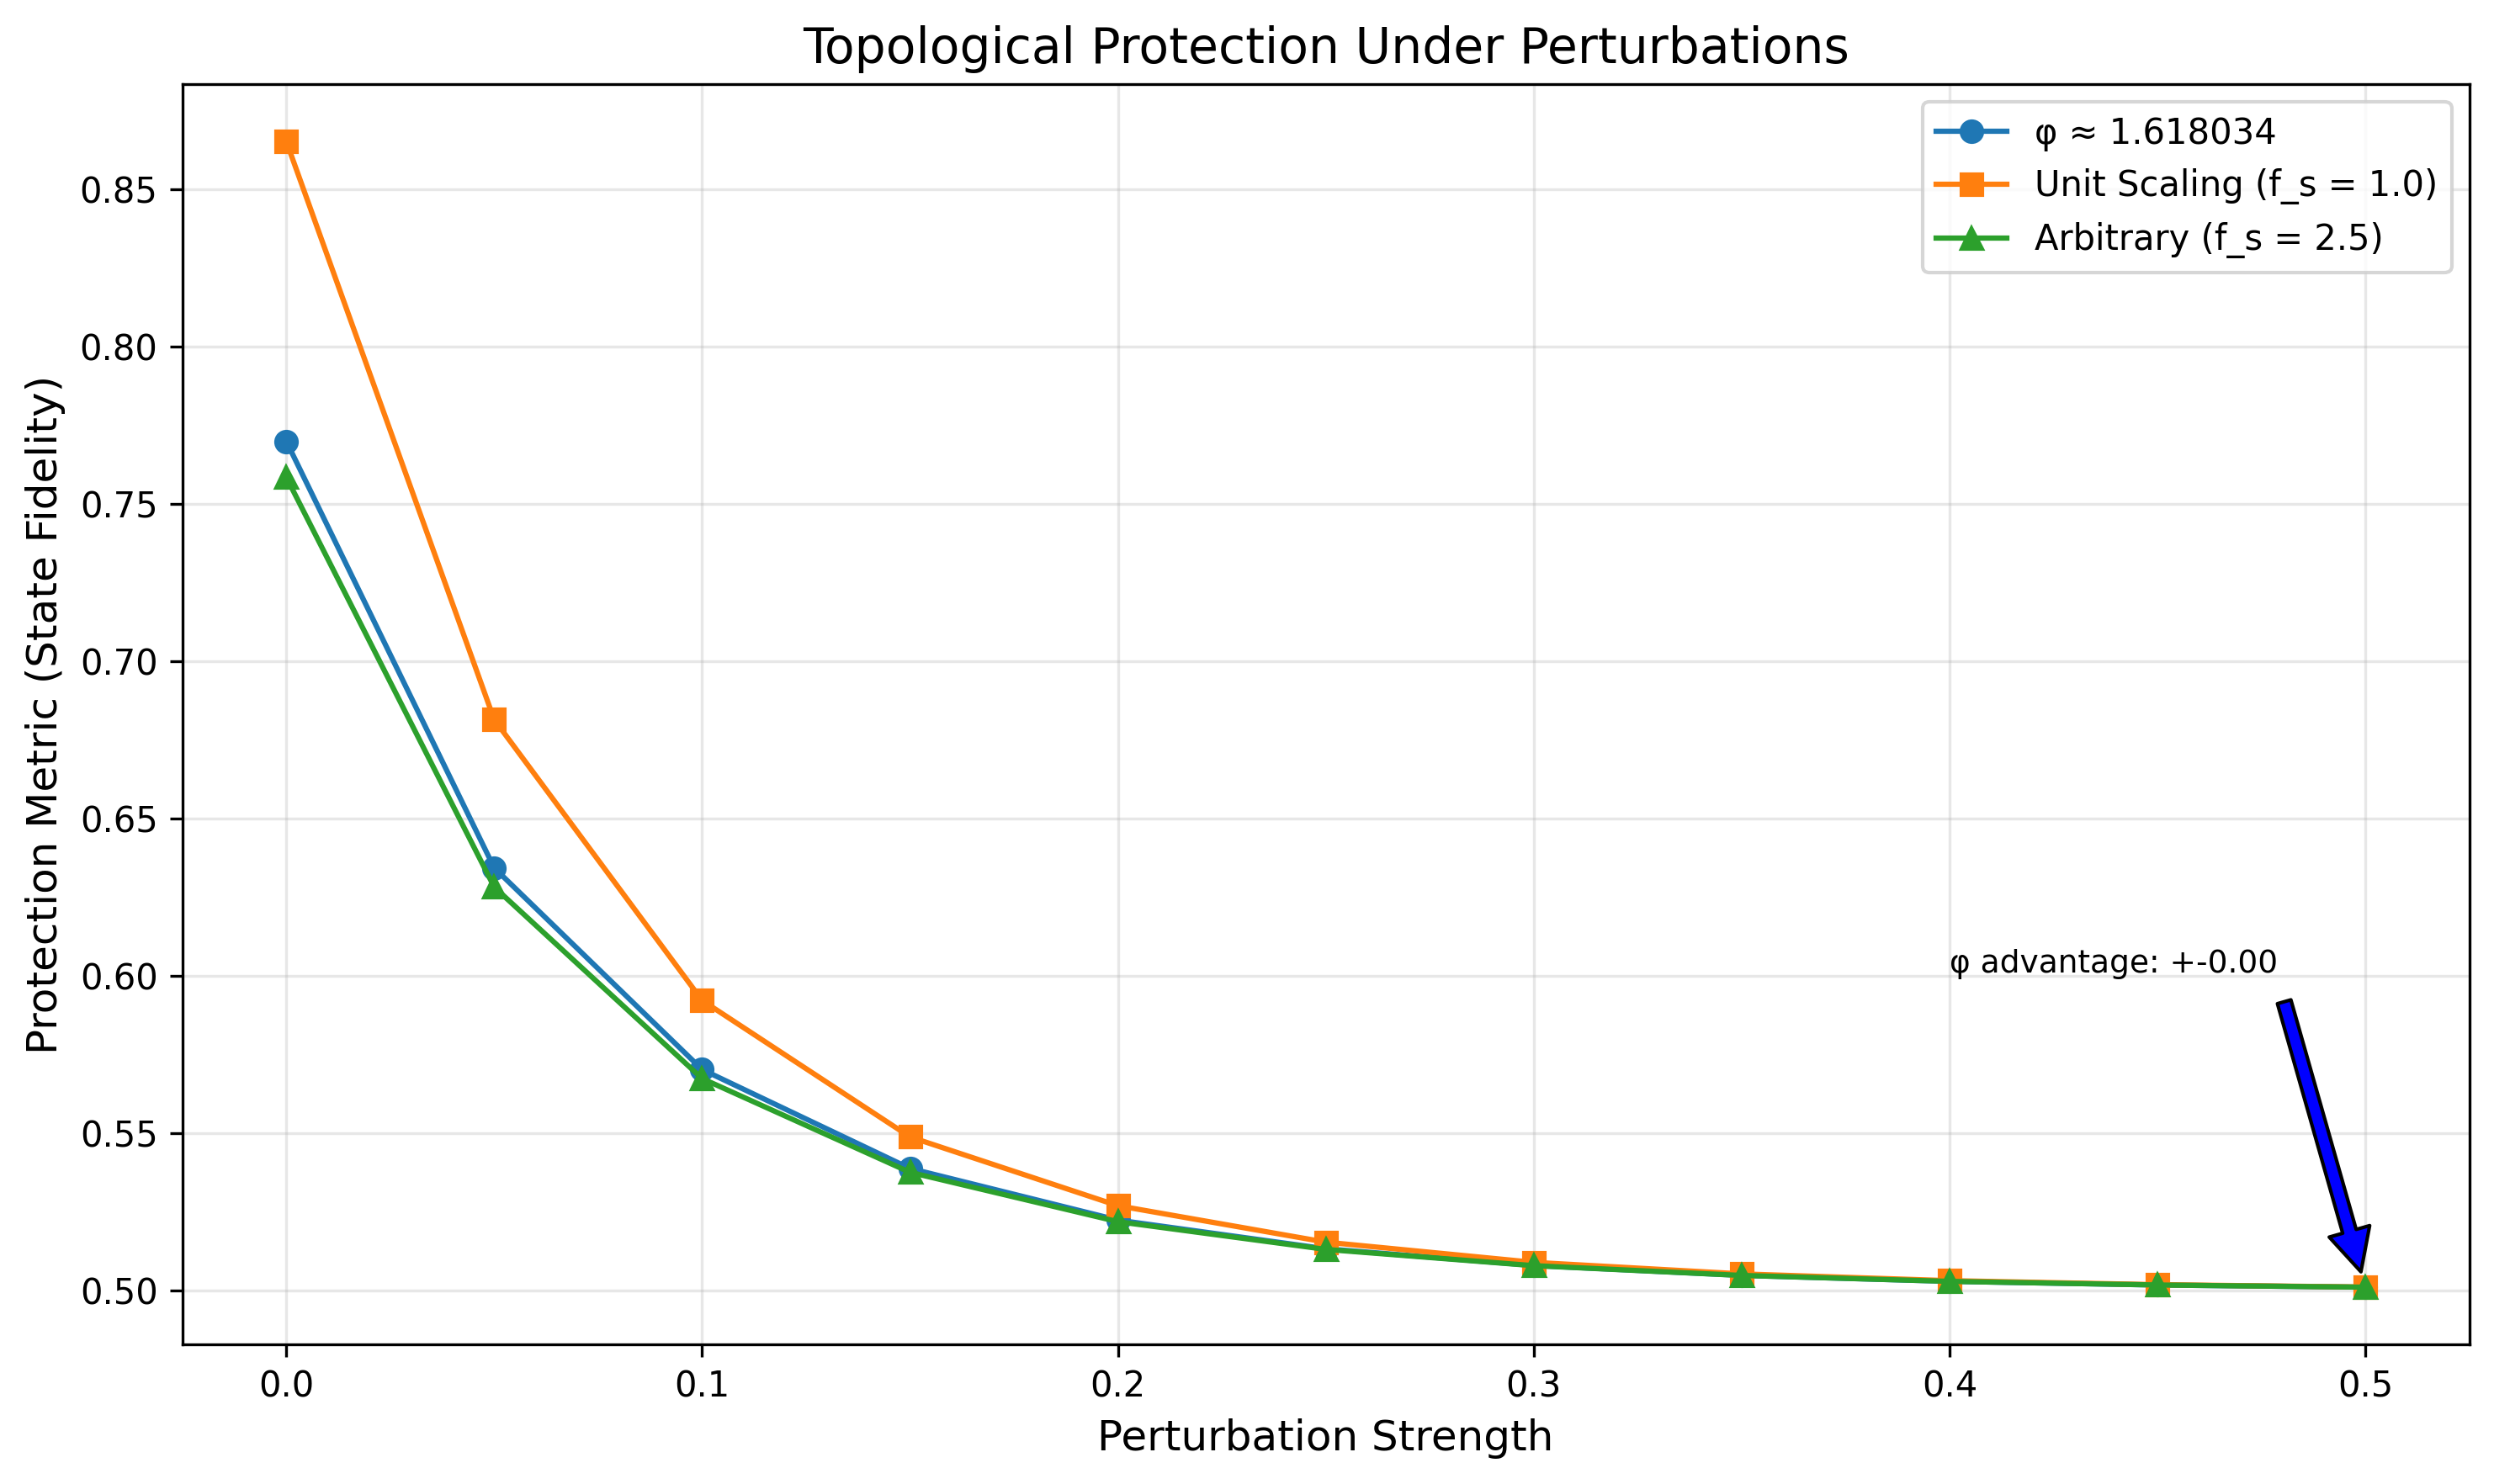 Topological Protection Under Perturbations
φ ≈ 1.618034
Unit Scaling (f_s = 1.0)
Arbitrary (f_s = 2.5)
Protection Metric (State Fidelity)
0.85
0.80
0.75
0.70
0.65
0.60
0.55
0.50
φ advantage: +-0.00
0.0 0.1 0.2 0.3 0.4 0.5
Perturbation Strength